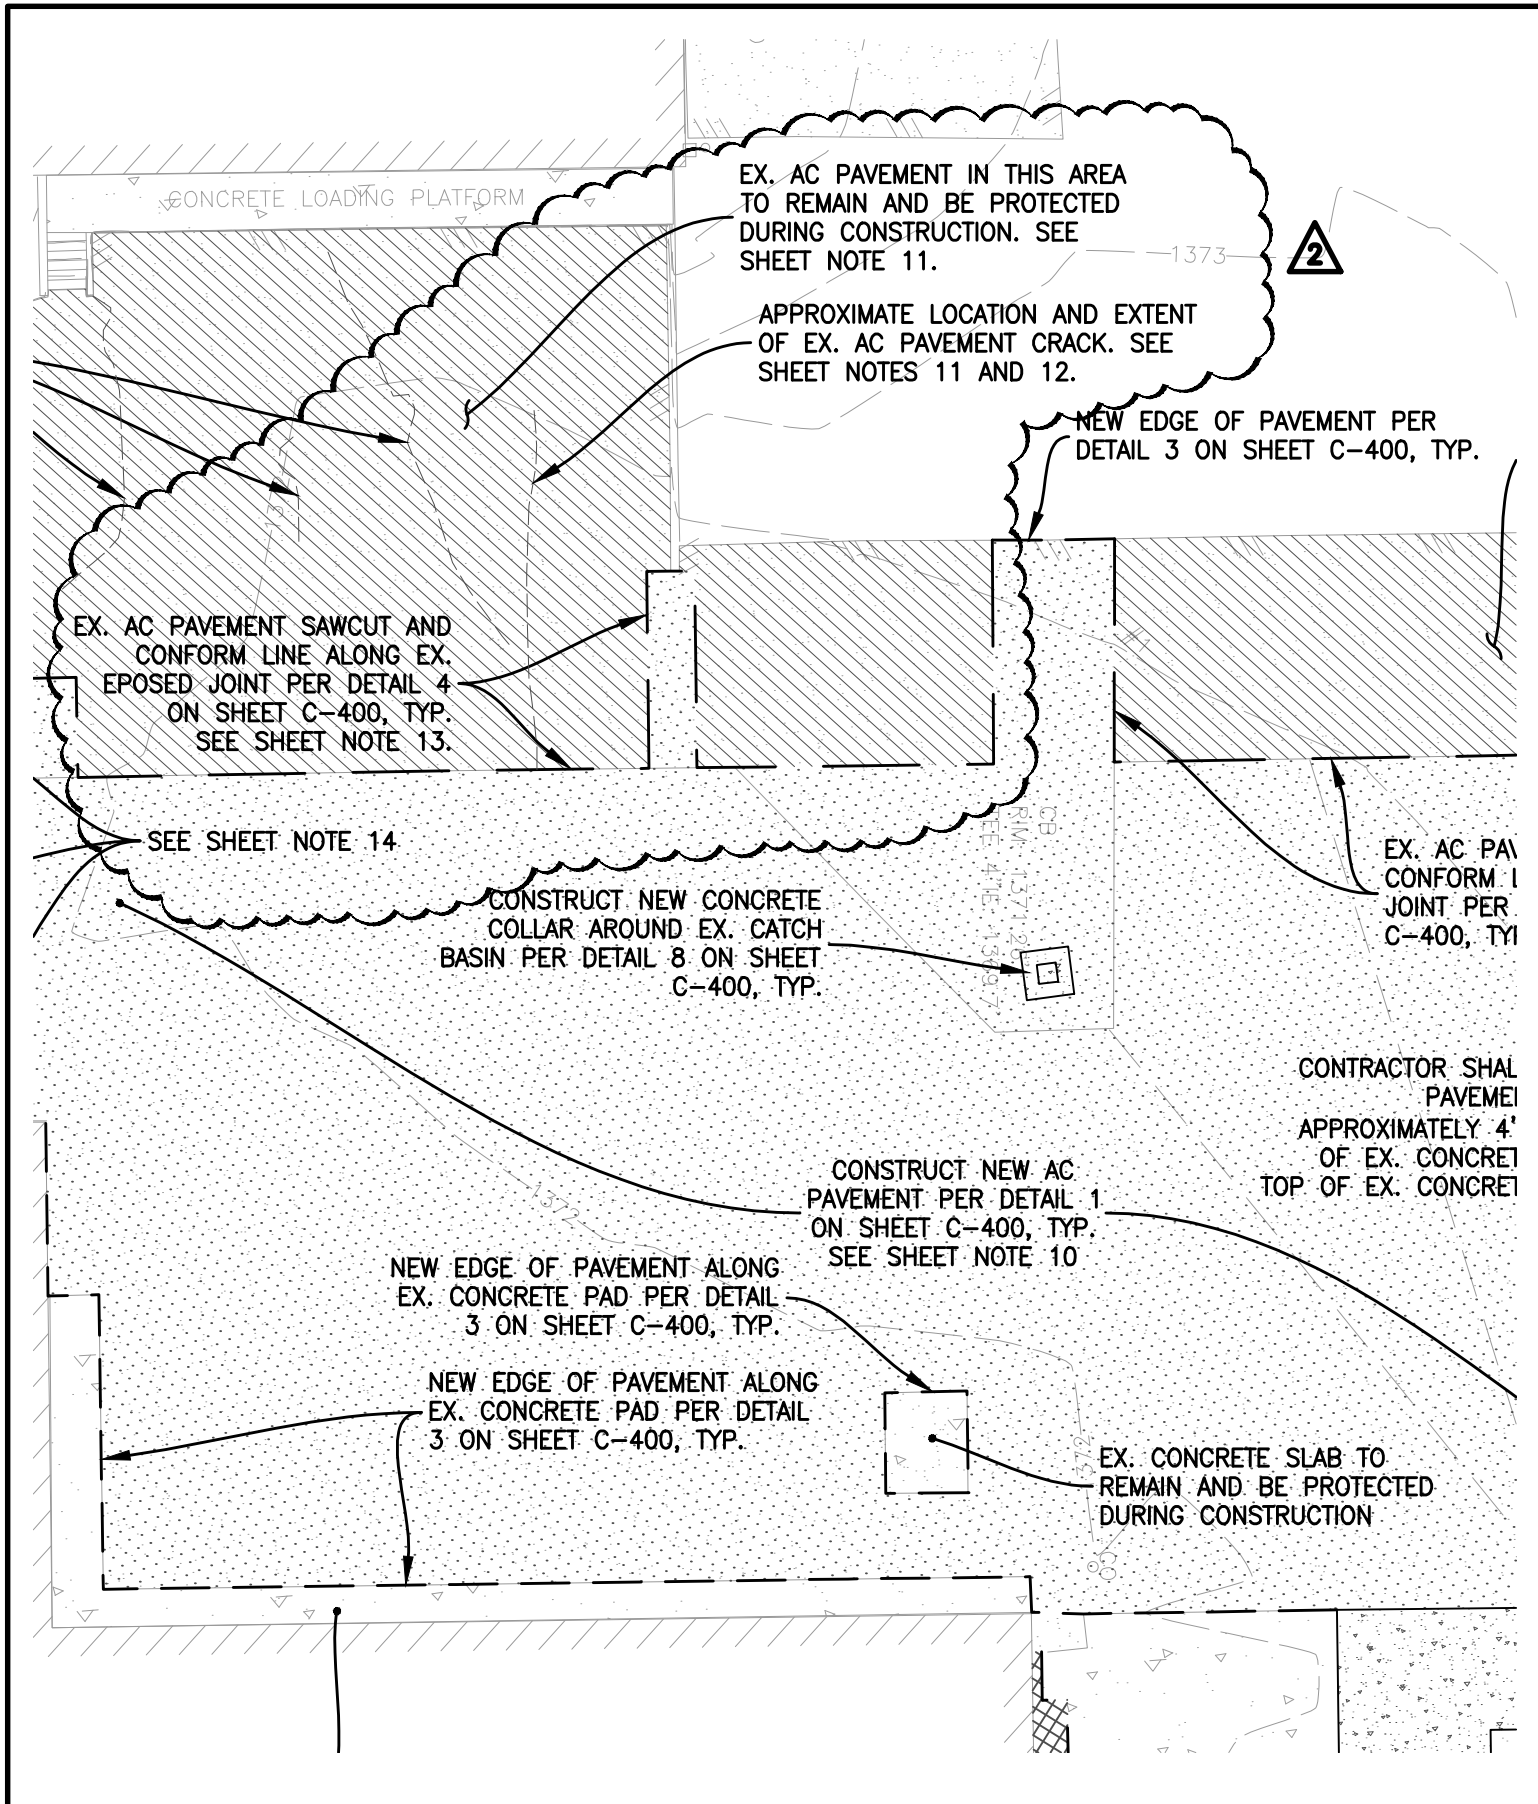 CONCRETE LOADING PLATFORM
EX. AC PAVEMENT IN THIS AREA
TO REMAIN AND BE PROTECTED
DURING CONSTRUCTION. SEE
SHEET NOTE 11.
1373
2
APPROXIMATE LOCATION AND EXTENT
OF EX. AC PAVEMENT CRACK. SEE
SHEET NOTES 11 AND 12.
NEW EDGE OF PAVEMENT PER
DETAIL 3 ON SHEET C-400, TYP.
EX. AC PAVEMENT SAWCUT AND
CONFORM LINE ALONG EX.
EPOSED JOINT PER DETAIL 4
ON SHEET C-400, TYP.
SEE SHEET NOTE 13.
SEE SHEET NOTE 14
CB
RIM
EX. AC PAV
CONFORM L
JOINT PER
C-400, TYP
CONSTRUCT NEW CONCRETE
COLLAR AROUND EX. CATCH
BASIN PER DETAIL 8 ON SHEET
C-400, TYP.
CONTRACTOR SHAL
PAVEME
APPROXIMATELY 4'
OF EX. CONCRET
TOP OF EX. CONCRET
CONSTRUCT NEW AC
PAVEMENT PER DETAIL 1
ON SHEET C-400, TYP.
SEE SHEET NOTE 10
1372
NEW EDGE OF PAVEMENT ALONG
EX. CONCRETE PAD PER DETAIL
3 ON SHEET C-400, TYP.
NEW EDGE OF PAVEMENT ALONG
EX. CONCRETE PAD PER DETAIL
3 ON SHEET C-400, TYP.
EX. CONCRETE SLAB TO
REMAIN AND BE PROTECTED
DURING CONSTRUCTION